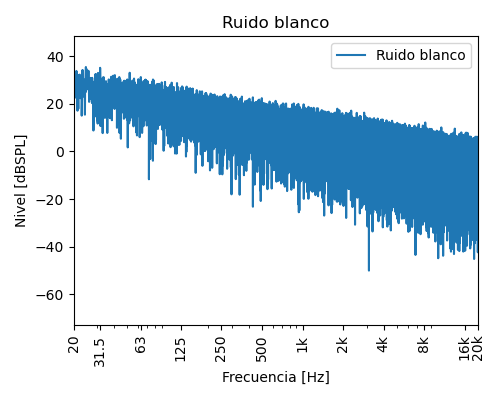 Ruido blanco
Ruido blanco
Nivel [dBSPL]
40
20
0
−20
−40
−60
20
31.5
63
125
250
500
1k
2k
4k
8k
16k
20k
Frecuencia [Hz]